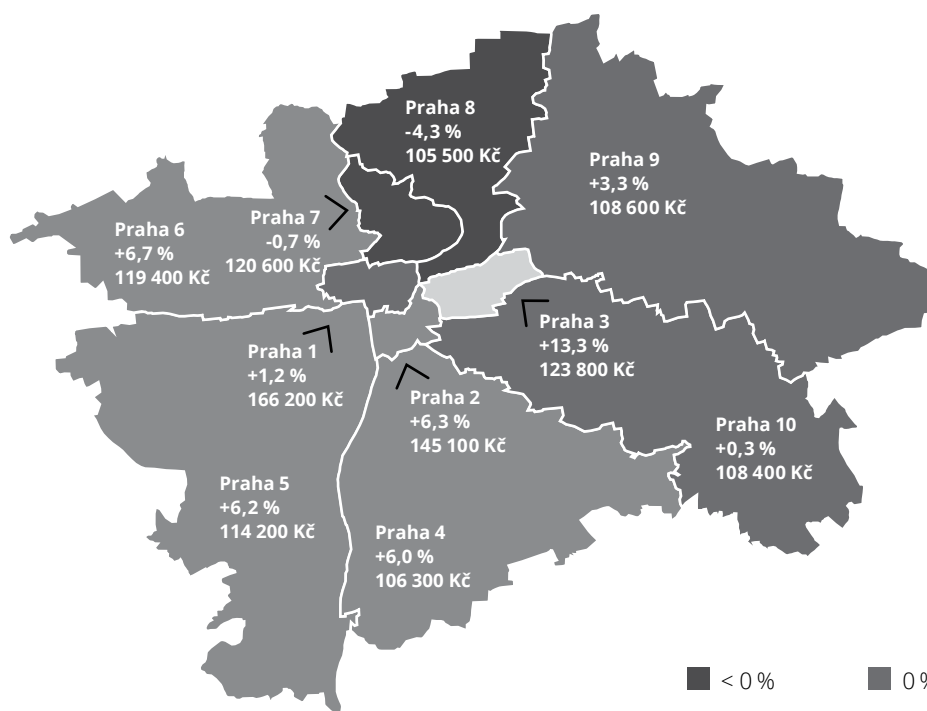 Praha 8
-4,3 %
105 500 Kč
Praha 9
+3,3 %
108 600 Kč
Praha 7
-0,7 %
120 600 Kč
Praha 6
+6,7 %
119 400 Kč
Praha 3
+13,3 %
123 800 Kč
Praha 1
+1,2 %
166 200 Kč
Praha 2
+6,3 %
145 100 Kč
Praha 10
+0,3 %
108 400 Kč
Praha 5
+6,2 %
114 200 Kč
Praha 4
+6,0 %
106 300 Kč
< 0 %
0 %